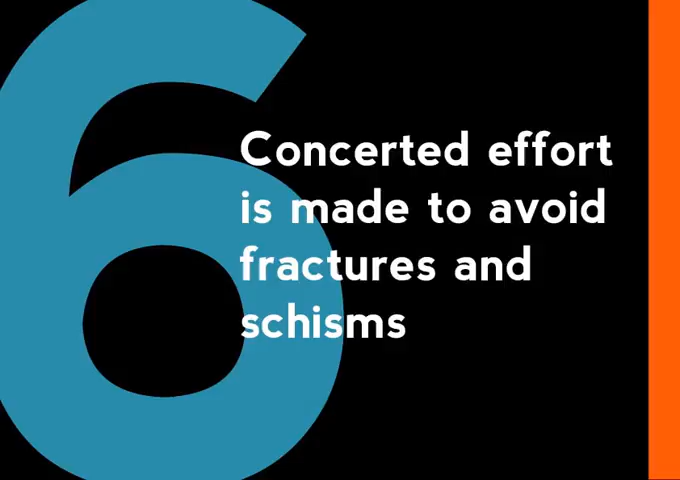 6
Concerted effort
is made to avoid
fractures and
schisms